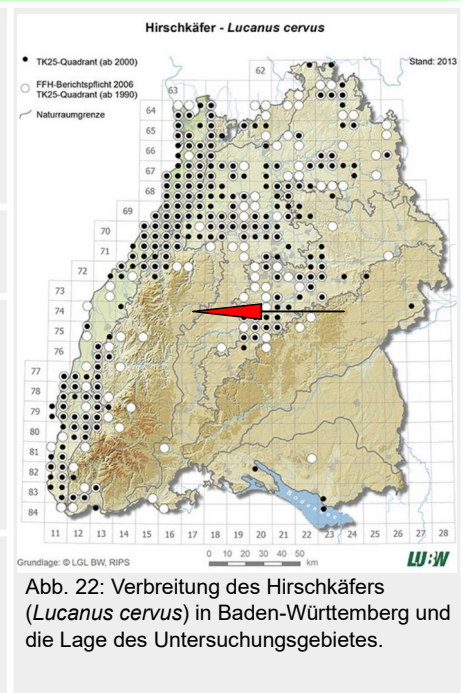 Hirschkäfer - Lucanus cervus
TK25-Quadrant (ab 2000)
FFH-Berichtspflicht 2006
TK25-Quadrant (ab 1990)
Naturraumgrenze
Stand: 2013
62
63
64
65
66
67
68
69
70
71
72
73
74
75
76
77
78
79
80
81
82
83
84
11 12 13 14 15 16 17 18 19 20 21 22 23 24 25 26 27 28
0 10 20 30 40 50
km
Grundlage: © LGL BW, RIPS
LUBW
Abb. 22: Verbreitung des Hirschkäfers
(Lucanus cervus) in Baden-Württemberg und
die Lage des Untersuchungsgebietes.